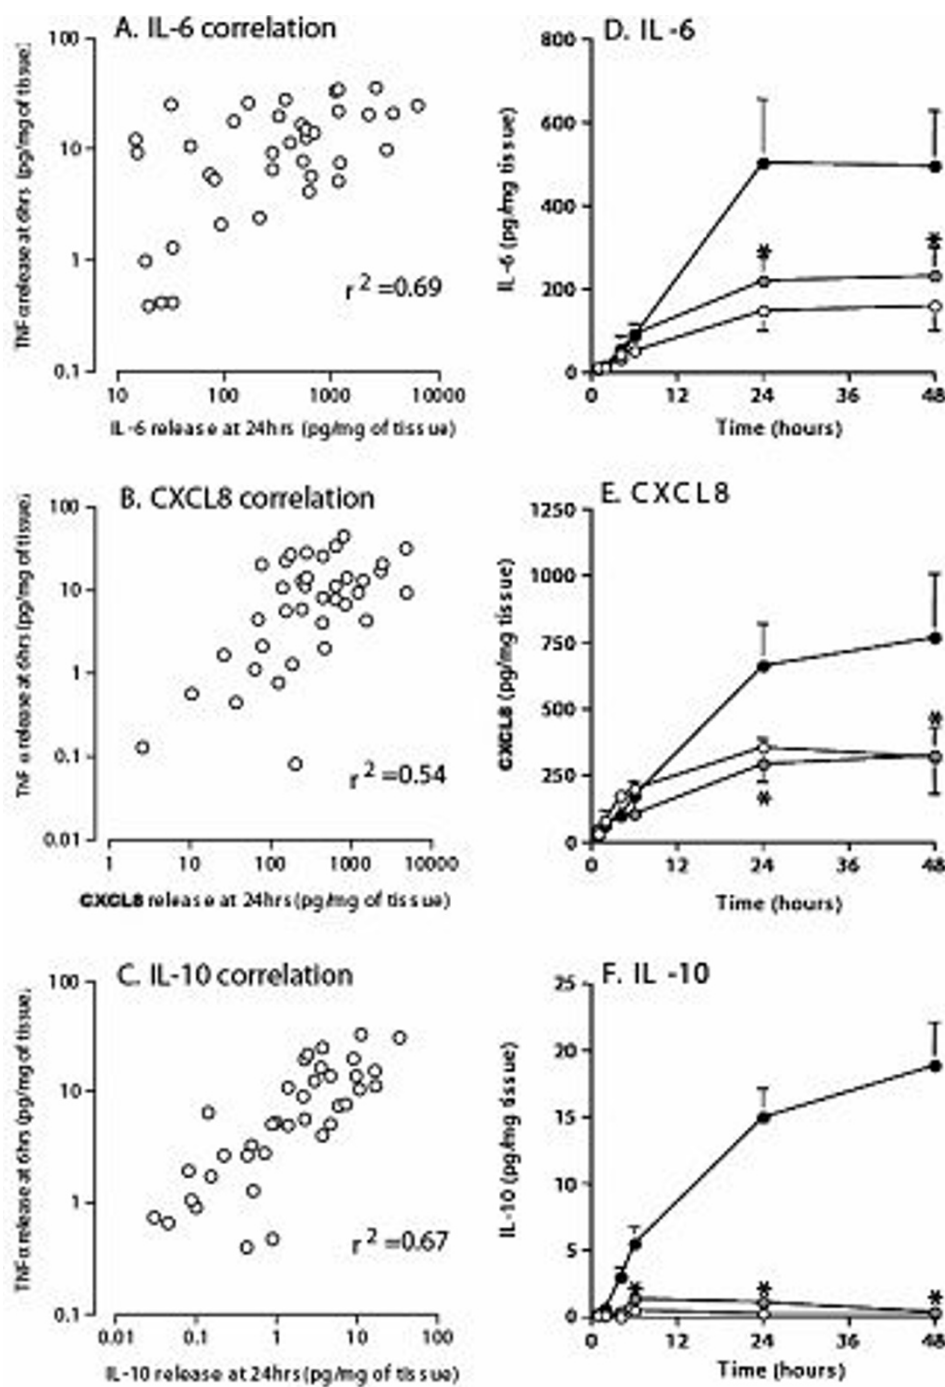 A. IL-6 correlation
100
10
1
0.1
TNFα release at 6hrs (pg/mg of tissue)
r 2 =0.69
10 100 1000 10000
IL-6 release at 24hrs (pg/mg of tissue)
D. IL -6
800
600
400
200
0
IL-6 (pg/mg tissue)
*
*
0 12 24 36 48
Time (hours)
B. CXCL8 correlation
100
10
1
0.1
0.01
TNF α release at 6hrs (pg/mg of tissue)
r 2 =0.54
1 10 100 1000 10000
CXCL8 release at 24hrs (pg/mg of tissue)
E. CXCL8
1250
1000
750
500
250
0
CXCL8 (pg/mg tissue)
*
*
0 12 24 36 48
Time (hours)
C. IL-10 correlation
100
10
1
0.1
TNFα release at 6hrs (pg/mg of tissue)
r 2 =0.67
0.01 0.1 1 10 100
IL-10 release at 24hrs (pg/mg of tissue)
F. IL -10
25
20
15
10
5
0
IL-10 (pg/mg tissue)
* * *
0 12 24 36 48
Time (hours)